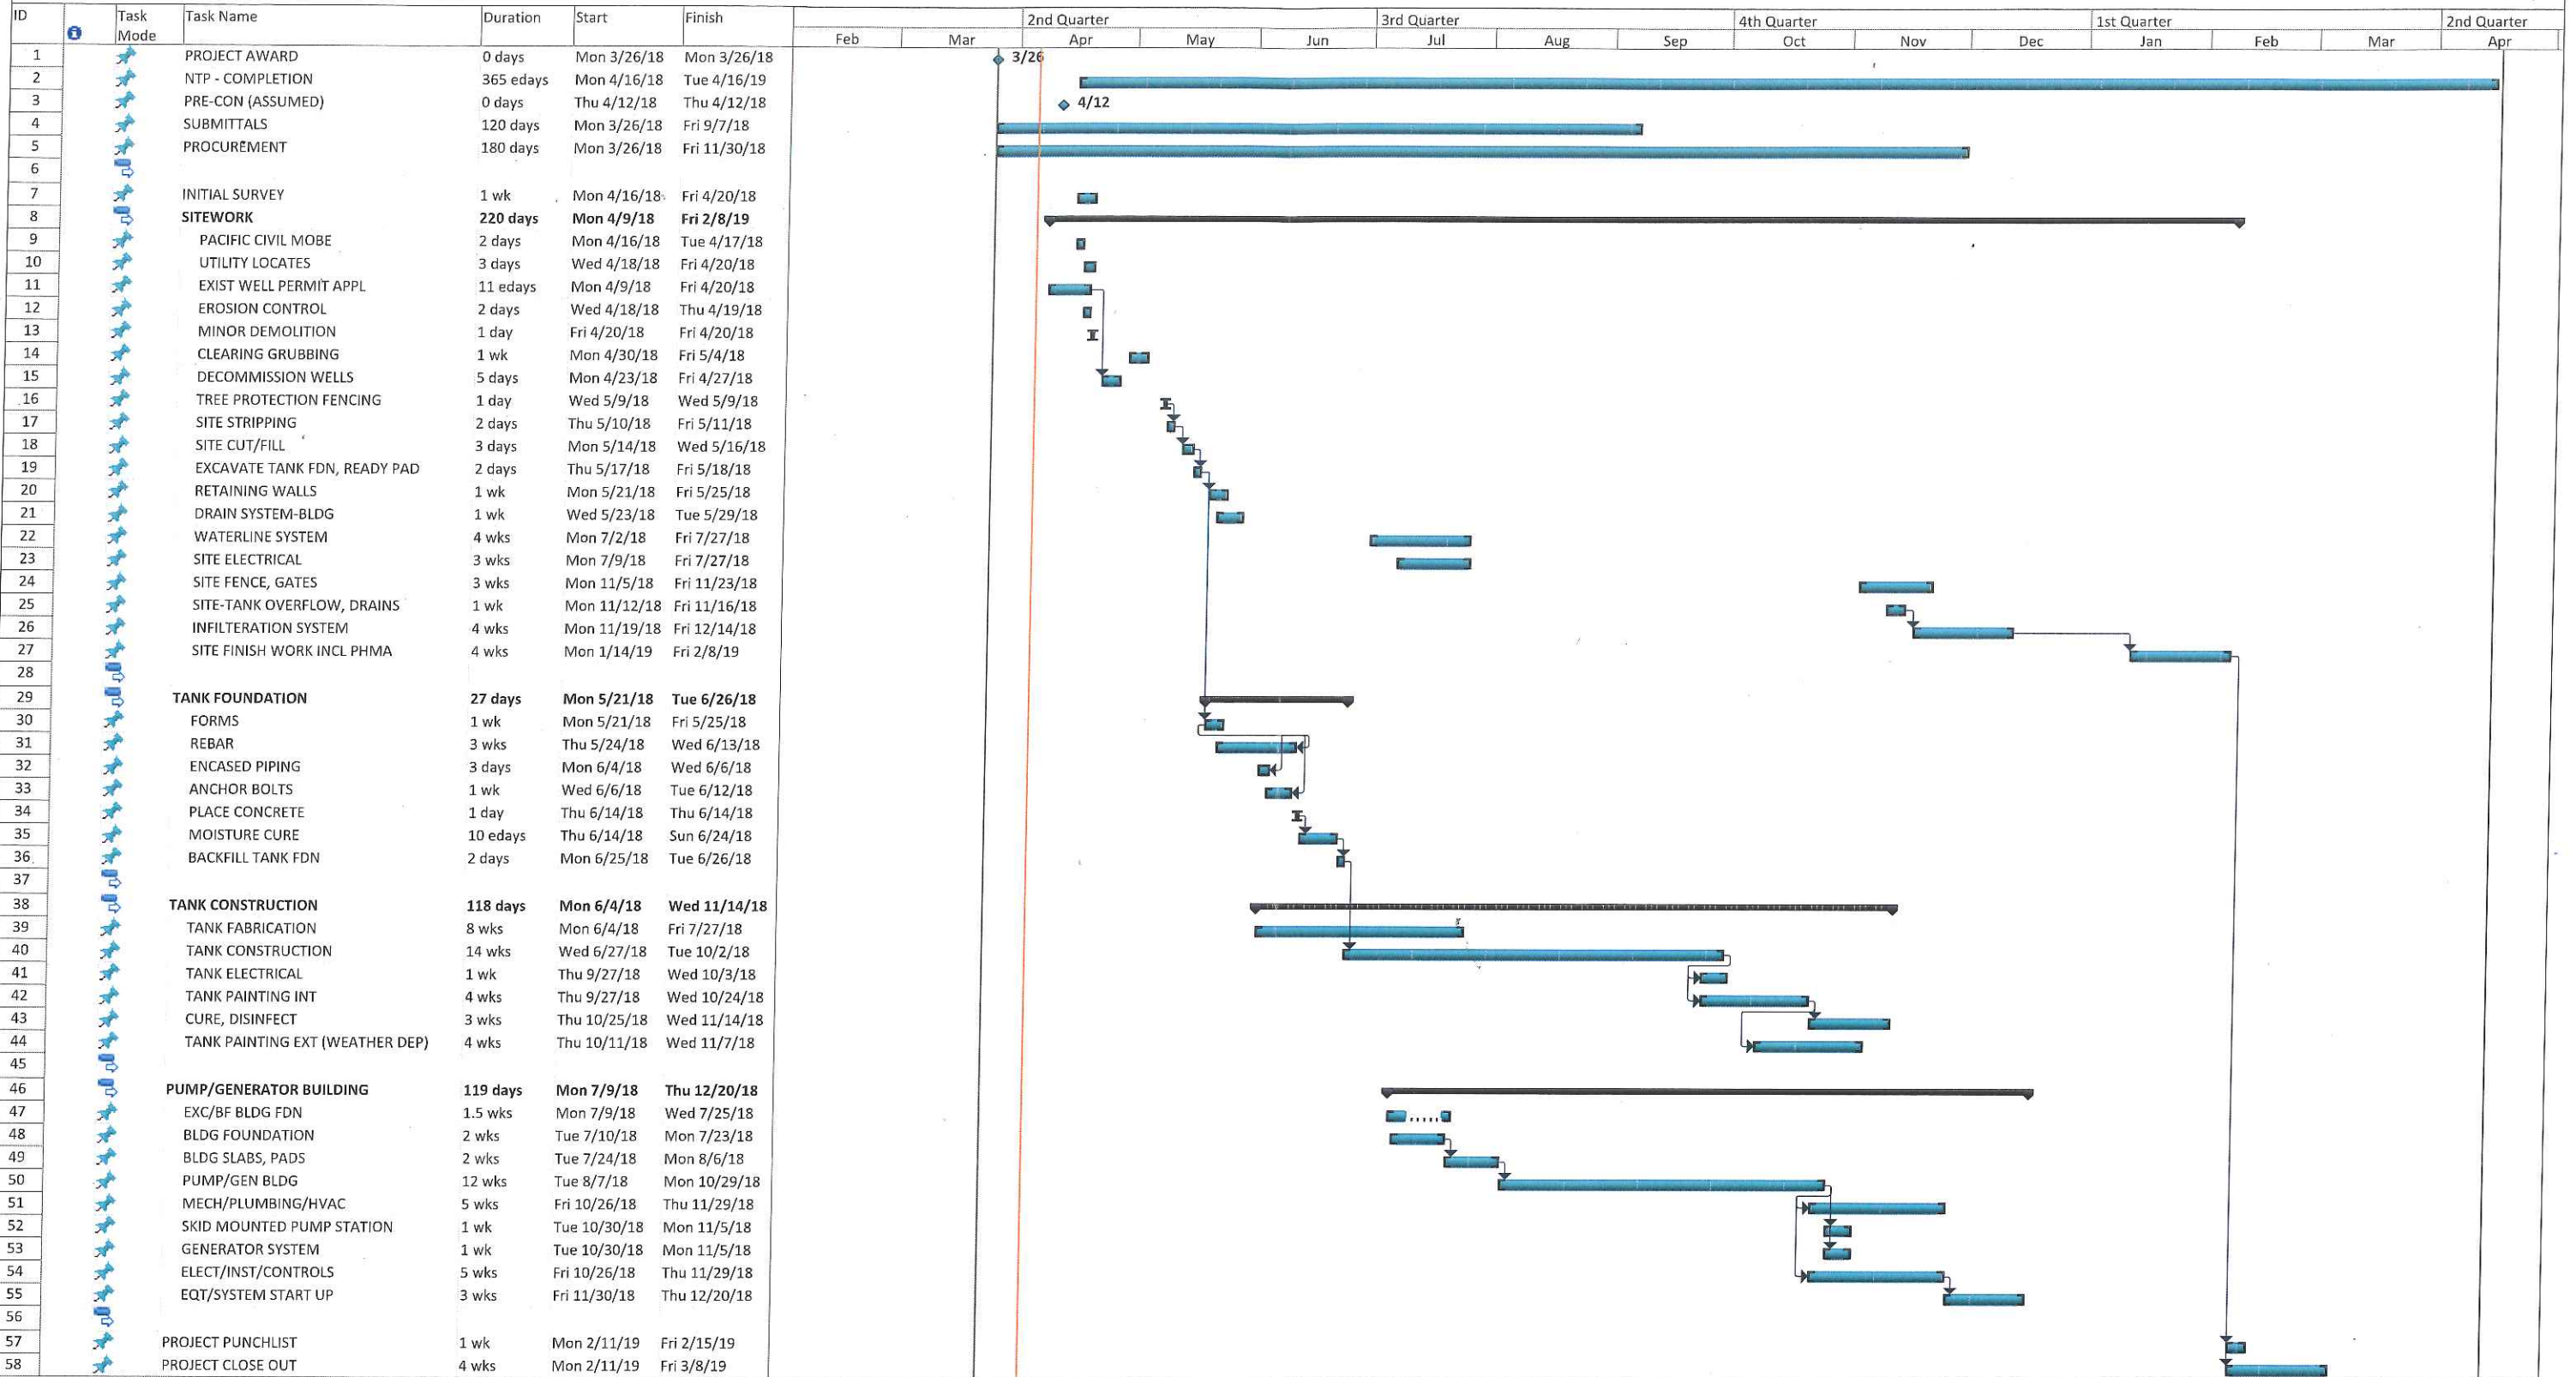 ID Task Mode Task Name Duration Start Finish
2nd Quarter 3rd Quarter 4th Quarter 1st Quarter 2nd Quarter
Feb Mar Apr May Jun Jul Aug Sep Oct Nov Dec Jan Feb Mar Apr
1 PROJECT AWARD 0 days Mon 3/26/18 Mon 3/26/18 3/26
2 NTP - COMPLETION 365 edays Mon 4/16/18 Tue 4/16/19
3 PRE-CON (ASSUMED) 0 days Thu 4/12/18 Thu 4/12/18 4/12
4 SUBMITTALS 120 days Mon 3/26/18 Fri 9/7/18
5 PROCUREMENT 180 days Mon 3/26/18 Fri 11/30/18
6
7 INITIAL SURVEY 1 wk Mon 4/16/18 Fri 4/20/18
8 SITEWORK 220 days Mon 4/9/18 Fri 2/8/19
9 PACIFIC CIVIL MOBE 2 days Mon 4/16/18 Tue 4/17/18
10 UTILITY LOCATES 3 days Wed 4/18/18 Fri 4/20/18
11 EXIST WELL PERMIT APPL 11 edays Mon 4/9/18 Fri 4/20/18
12 EROSION CONTROL 2 days Wed 4/18/18 Thu 4/19/18
13 MINOR DEMOLITION 1 day Fri 4/20/18 Fri 4/20/18
14 CLEARING GRUBBING 1 wk Mon 4/30/18 Fri 5/4/18
15 DECOMMISSION WELLS 5 days Mon 4/23/18 Fri 4/27/18
16 TREE PROTECTION FENCING 1 day Wed 5/9/18 Wed 5/9/18
17 SITE STRIPPING 2 days Thu 5/10/18 Fri 5/11/18
18 SITE CUT/FILL 3 days Mon 5/14/18 Wed 5/16/18
19 EXCAVATE TANK FDN, READY PAD 2 days Thu 5/17/18 Fri 5/18/18
20 RETAINING WALLS 1 wk Mon 5/21/18 Fri 5/25/18
21 DRAIN SYSTEM-BLDG 1 wk Wed 5/23/18 Tue 5/29/18
22 WATERLINE SYSTEM 4 wks Mon 7/2/18 Fri 7/27/18
23 SITE ELECTRICAL 3 wks Mon 7/9/18 Fri 7/27/18
24 SITE FENCE, GATES 3 wks Mon 11/5/18 Fri 11/23/18
25 SITE-TANK OVERFLOW, DRAINS 1 wk Mon 11/12/18 Fri 11/16/18
26 INFILTERATION SYSTEM 4 wks Mon 11/19/18 Fri 12/14/18
27 SITE FINISH WORK INCL PHMA 4 wks Mon 1/14/19 Fri 2/8/19
28
29 TANK FOUNDATION 27 days Mon 5/21/18 Tue 6/26/18
30 FORMS 1 wk Mon 5/21/18 Fri 5/25/18
31 REBAR 3 wks Thu 5/24/18 Wed 6/13/18
32 ENCASED PIPING 3 days Mon 6/4/18 Wed 6/6/18
33 ANCHOR BOLTS 1 wk Wed 6/6/18 Tue 6/12/18
34 PLACE CONCRETE 1 day Thu 6/14/18 Thu 6/14/18
35 MOISTURE CURE 10 edays Thu 6/14/18 Sun 6/24/18
36 BACKFILL TANK FDN 2 days Mon 6/25/18 Tue 6/26/18
37
38 TANK CONSTRUCTION 118 days Mon 6/4/18 Wed 11/14/18
39 TANK FABRICATION 8 wks Mon 6/4/18 Fri 7/27/18
40 TANK CONSTRUCTION 14 wks Wed 6/27/18 Tue 10/2/18
41 TANK ELECTRICAL 1 wk Thu 9/27/18 Wed 10/3/18
42 TANK PAINTING INT 4 wks Thu 9/27/18 Wed 10/24/18
43 CURE, DISINFECT 3 wks Thu 10/25/18 Wed 11/14/18
44 TANK PAINTING EXT (WEATHER DEP) 4 wks Thu 10/11/18 Wed 11/7/18
45
46 PUMP/GENERATOR BUILDING 119 days Mon 7/9/18 Thu 12/20/18
47 EXC/BF BLDG FDN 1.5 wks Mon 7/9/18 Wed 7/25/18
48 BLDG FOUNDATION 2 wks Tue 7/10/18 Mon 7/23/18
49 BLDG SLABS, PADS 2 wks Tue 7/24/18 Mon 8/6/18
50 PUMP/GEN BLDG 12 wks Tue 8/7/18 Mon 10/29/18
51 MECH/PLUMBING/HVAC 5 wks Fri 10/26/18 Thu 11/29/18
52 SKID MOUNTED PUMP STATION 1 wk Tue 10/30/18 Mon 11/5/18
53 GENERATOR SYSTEM 1 wk Tue 10/30/18 Mon 11/5/18
54 ELECT/INST/CONTROLS 5 wks Fri 10/26/18 Thu 11/29/18
55 EQT/SYSTEM START UP 3 wks Fri 11/30/18 Thu 12/20/18
56
57 PROJECT PUNCHLIST 1 wk Mon 2/11/19 Fri 2/15/19
58 PROJECT CLOSE OUT 4 wks Mon 2/11/19 Fri 3/8/19